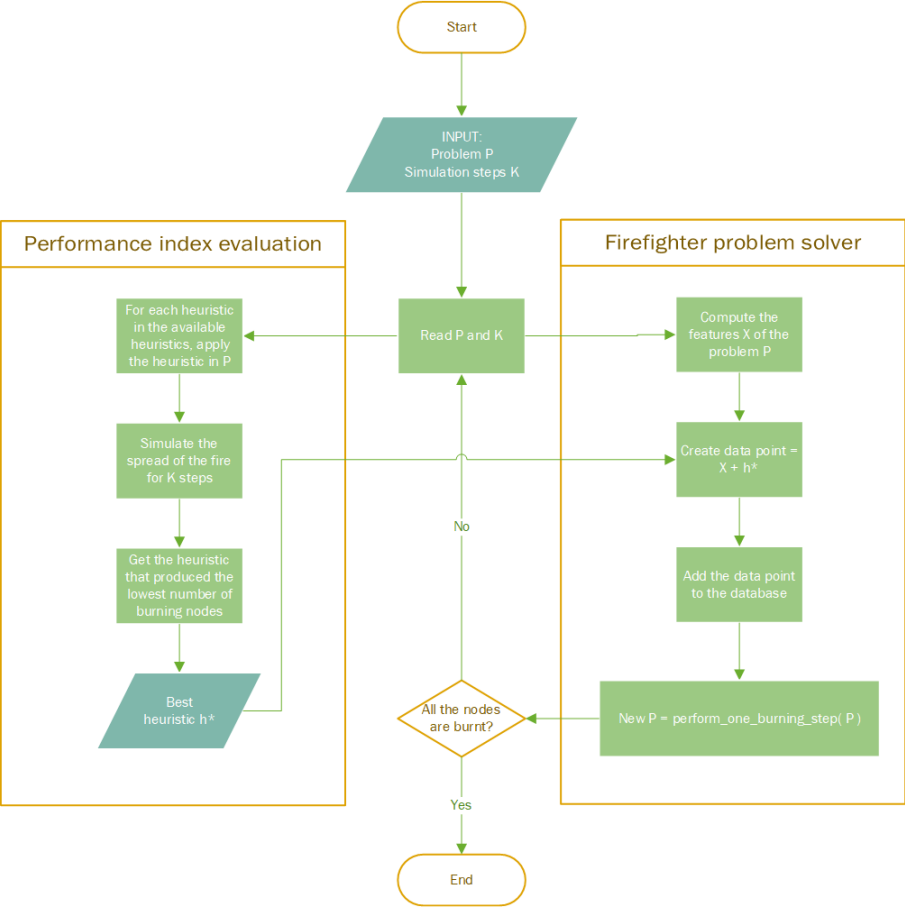 Start
INPUT:
Problem P
Simulation steps K
Performance index evaluation
For each heuristic
in the available
heuristics, apply
the heuristic in P
Simulate the
spread of the fire
for K steps
Get the heuristic
that produced the
lowest number of
burning nodes
Best
heuristic h*
Read P and K
Firefighter problem solver
Compute the
features X of the
problem P
Create data point =
X + h*
Add the data point
to the database
New P = perform_one_burning_step( P )
No
All the nodes
are burnt?
Yes
End